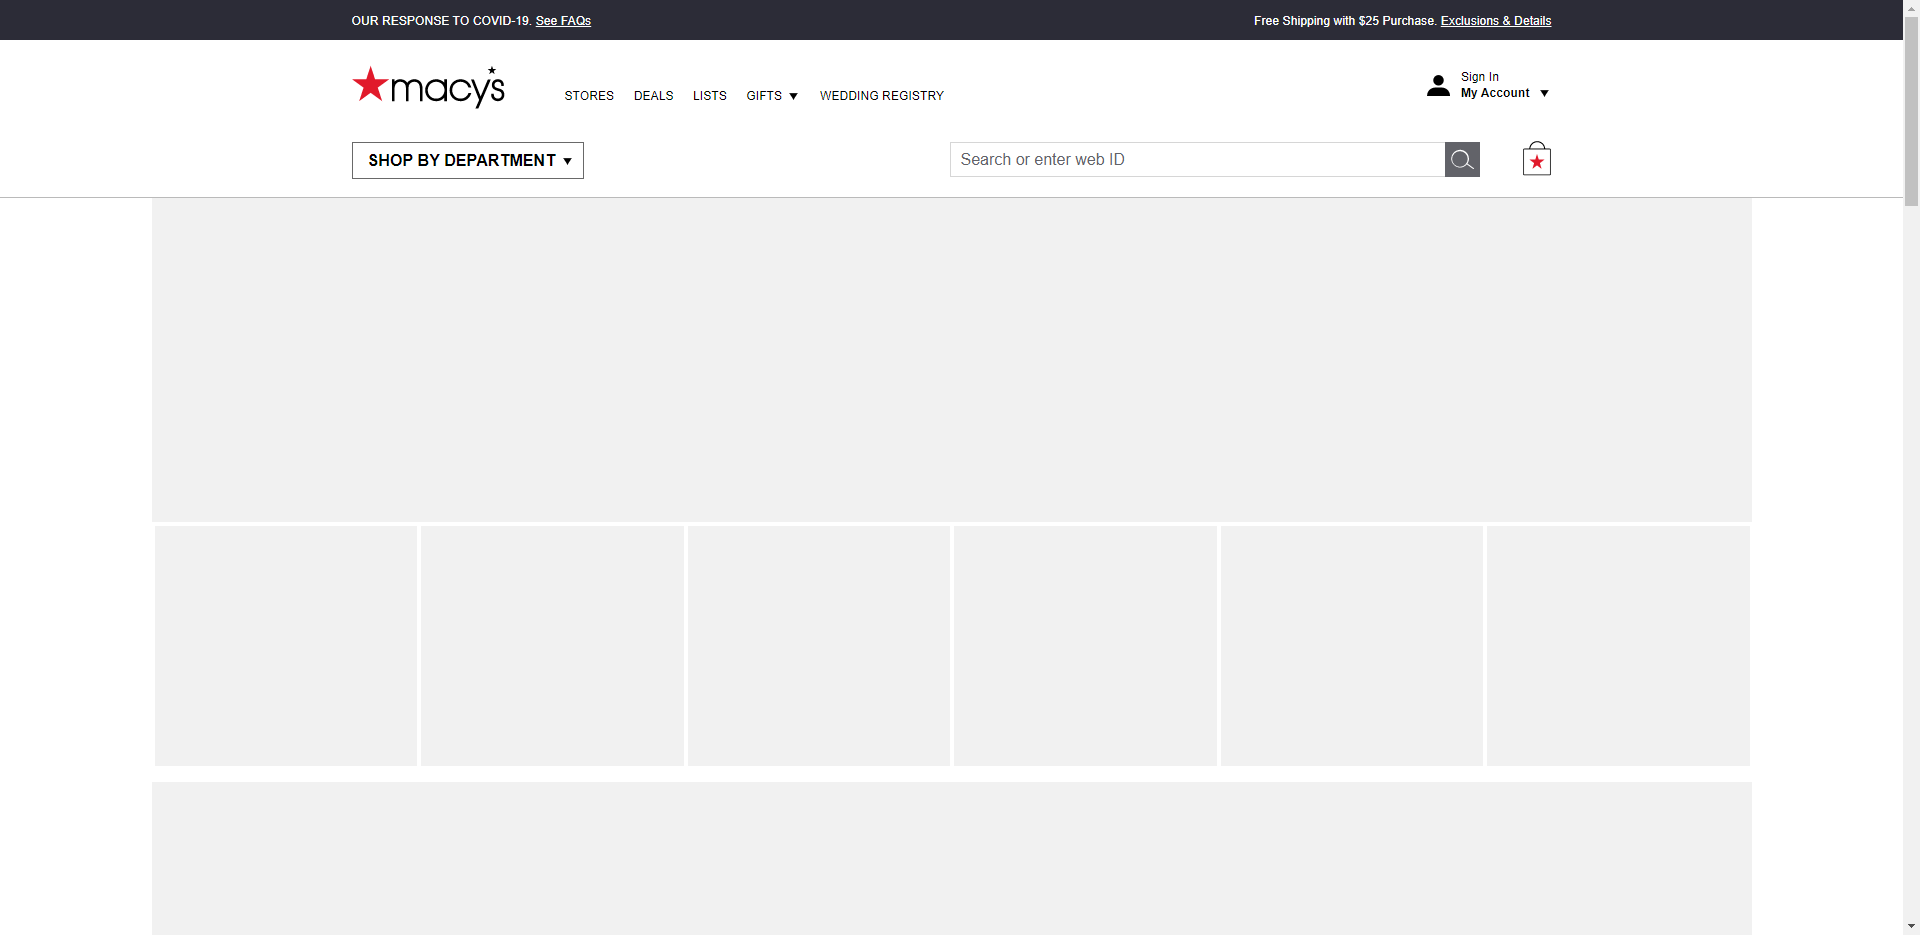 OUR RESPONSE TO COVID-19. See FAQs
Free Shipping with $25 Purchase. Exclusions & Details
macy's
STORES
DEALS
LISTS
GIFTS
WEDDING REGISTRY
Sign In
My Account
SHOP BY DEPARTMENT
Search or enter web ID